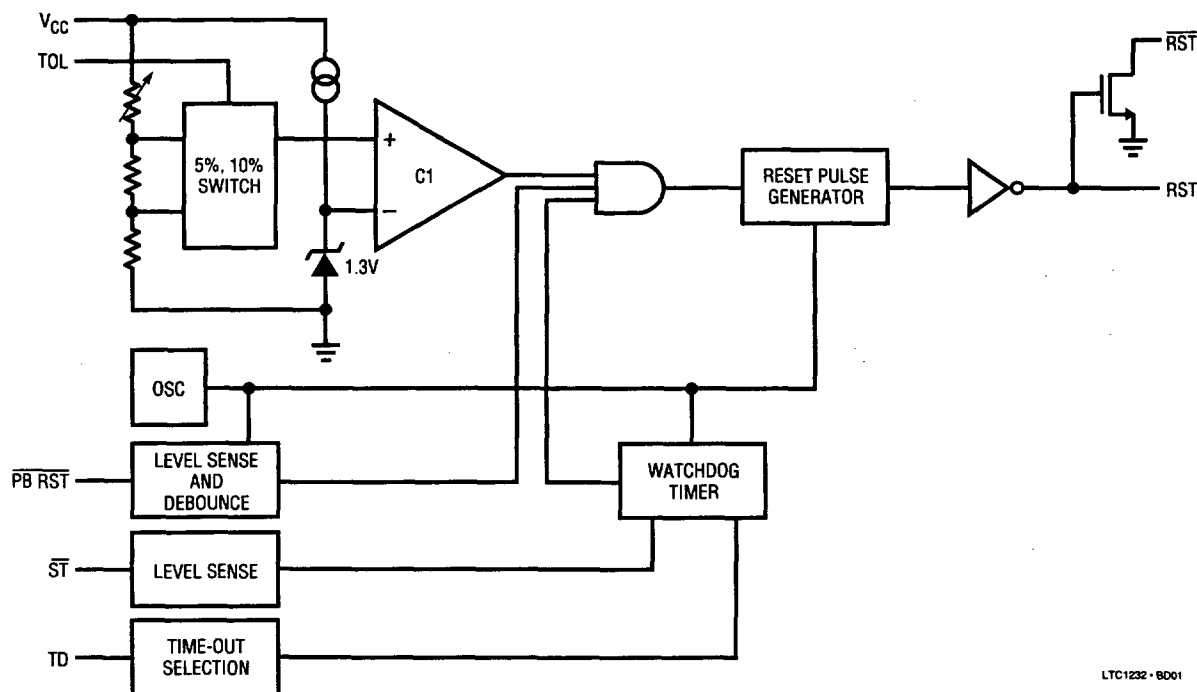 VCC
TOL
5%, 10%
SWITCH
+
C1
−
1.3V
RESET PULSE
GENERATOR
RST
RST
OSC
PB RST
LEVEL SENSE
AND
DEBOUNCE
WATCHDOG
TIMER
ST
LEVEL SENSE
TD
TIME-OUT
SELECTION
LTC1232 • BD01